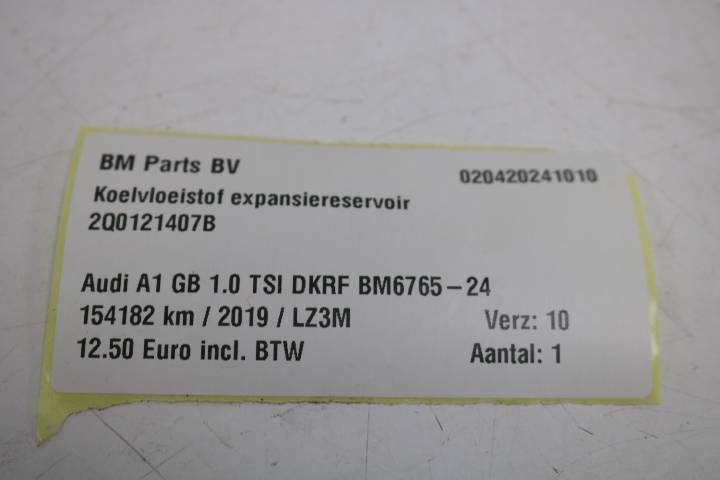 BM Parts BV 020420241010
Koelvloeistof expansiereservoir
2Q0121407B
Audi A1 GB 1.0 TSI DKRF BM6765-24
154182 km / 2019 / LZ3M Verz: 10
12.50 Euro incl. BTW Aantal: 1